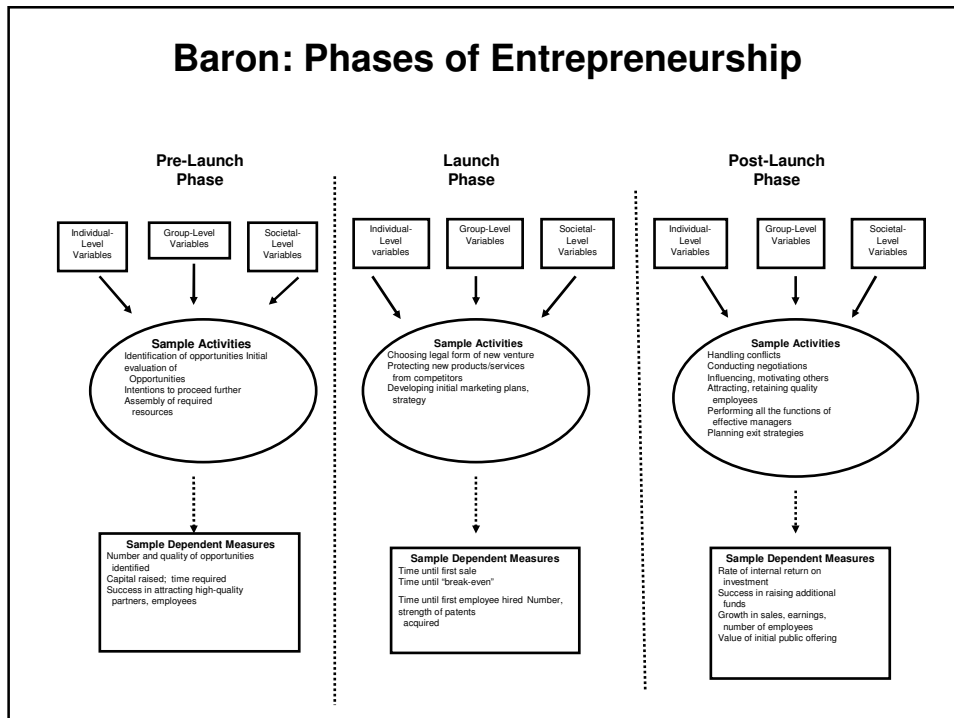 Baron: Phases of Entrepreneurship
Pre-Launch
Phase
Individual-
Level
Variables
Group-Level
Variables
Societal-
Level
Variables
Sample Activities
Identification of opportunities Initial
evaluation of
Opportunities
Intentions to proceed further
Assembly of required
resources
Sample Dependent Measures
Number and quality of opportunities
identified
Capital raised; time required
Success in attracting high-quality
partners, employees
Launch
Phase
Individual-
Level
variables
Group-Level
Variables
Societal-
Level
Variables
Sample Activities
Choosing legal form of new venture
Protecting new products/services
from competitors
Developing initial marketing plans,
strategy
Sample Dependent Measures
Time until first sale
Time until “break-even”
Time until first employee hired Number,
strength of patents
acquired
Post-Launch
Phase
Individual-
Level
Variables
Group-Level
Variables
Societal-
Level
Variables
Sample Activities
Handling conflicts
Conducting negotiations
Influencing, motivating others
Attracting, retaining quality
employees
Performing all the functions of
effective managers
Planning exit strategies
Sample Dependent Measures
Rate of internal return on
investment
Success in raising additional
funds
Growth in sales, earnings,
number of employees
Value of initial public offering